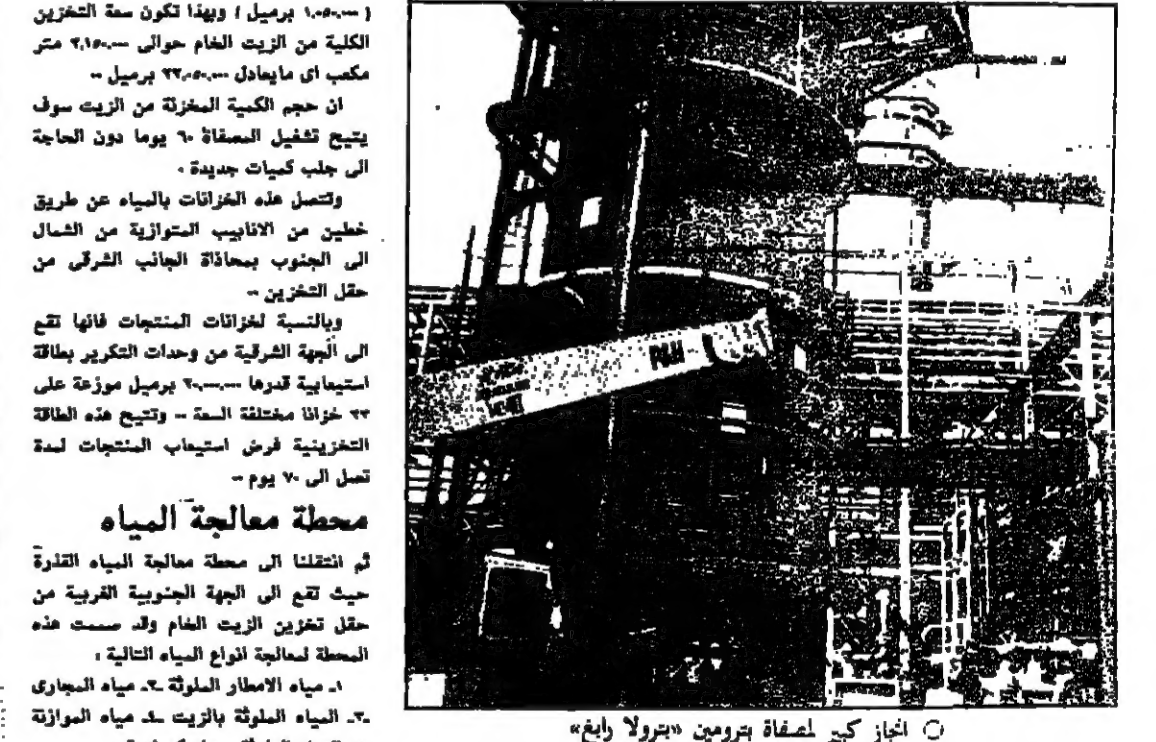 ( ١,٠٥٠,٠٠٠ برميل ) وبهذا تكون سعة التخزين
الكلية من الزيت الخام حوالى ٢,١٥٠,٠٠٠ متر
مكعب اى مايعادل ٢٢,٠٥٠,٠٠٠ برميل ..
ان حجم الكمية المخزنة من الزيت سوف
يتيح تشغيل المصفاة ٦٠ يوما دون الحاجة
الى جلب كميات جديدة .
وتتصل هذه الخزانات بالمياه عن طريق
خطين من الانابيب المتوازية من الشمال
الى الجنوب بمحاذاة الجانب الشرقى من
حقل التخزين ..
وبالنسبة لخزانات المنتجات فانها تقع
الى الجهة الشرقية من وحدات التكرير بطاقة
استيعابية قدرها ٢٠,٠٠٠,٠٠٠ برميل موزعة على
٢٣ خزانا مختلفة السعة .. وتتيح هذه الطاقة
التخزينية فرض استيعاب المنتجات لمدة
تصل الى ٧٠ يوم ..
محطة معالجة المياه
ثم انتقلنا الى محطة معالجة المياه القذرة
حيث تقع الى الجهة الجنوبية الغربية من
حقل تخزين الزيت الخام وقد صممت هذه
المحطة لمعالجة انواع المياه التالية :
١ـ مياه الامطار الملوثة ـ٢ـ مياه المجارى
ـ٣ـ المياه الملوثة بالزيت ـ٤ـ مياه الموازنة
P&H
○ انجاز كبير لمصفاة بترومين «بترولا رابغ»